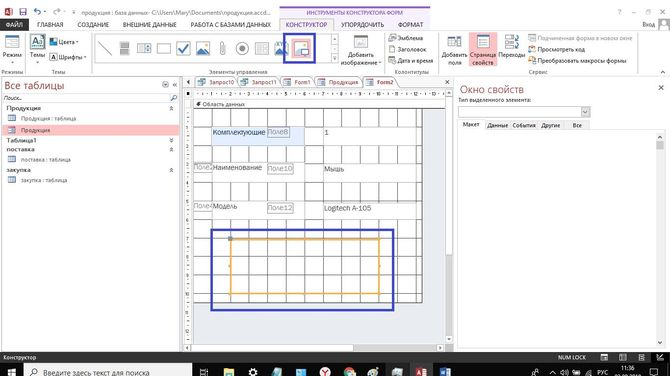 продукция : база данных- C:\Users\Mary\Documents\продукция.accd...
ИНСТРУМЕНТЫ КОНСТРУКТОРА ФОРМ
ФАЙЛ ГЛАВНАЯ СОЗДАНИЕ ВНЕШНИЕ ДАННЫЕ РАБОТА С БАЗАМИ ДАННЫХ КОНСТРУКТОР УПОРЯДОЧИТЬ ФОРМАТ Вход
Режим
Режимы
Темы
Цвета
Шрифты
Темы
Аа
Элементы управления
Добавить изображение
Эмблема
Заголовок
Дата и время
Колонтитулы
Добавить поля
Страница свойств
Переходы
Подчиненная форма в новом окне
Просмотреть код
Преобразовать макросы формы
Сервис
Все таблицы
Поиск...
Продукция
Продукция : таблица
Продукция
Таблица1
поставка
поставка : таблица
закупка
закупка : таблица
Запрос10 Запрос11 Form1 Продукция Form2
Область данных
Комплектующие Поле8 1
Наименование Поле10 Мышь
Модель Поле12 Logitech A-105
Окно свойств
Тип выделенного элемента:
Макет Данные События Другие Все
Конструктор
NUM LOCK
Введите здесь текст для поиска
РУС
11:36